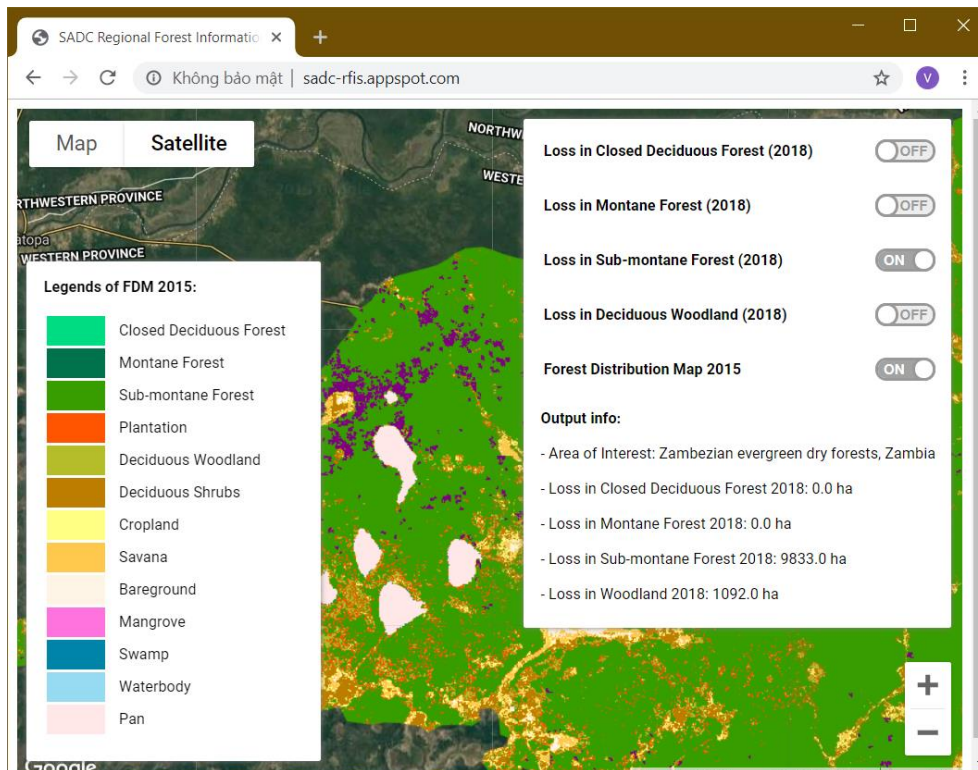 SADC Regional Forest Informatio
Không bảo mật | sadc-rfis.appspot.com
V
Map
Satellite
NORTHW
WESTE
RTHWESTERN PROVINCE
atopa
WESTERN PROVINCE
Legends of FDM 2015:
Closed Deciduous Forest
Montane Forest
Sub-montane Forest
Plantation
Deciduous Woodland
Deciduous Shrubs
Cropland
Savana
Bareground
Mangrove
Swamp
Waterbody
Pan
Google
Loss in Closed Deciduous Forest (2018) OFF
Loss in Montane Forest (2018) OFF
Loss in Sub-montane Forest (2018) ON
Loss in Deciduous Woodland (2018) OFF
Forest Distribution Map 2015 ON
Output info:
- Area of Interest: Zambezian evergreen dry forests, Zambia
- Loss in Closed Deciduous Forest 2018: 0.0 ha
- Loss in Montane Forest 2018: 0.0 ha
- Loss in Sub-montane Forest 2018: 9833.0 ha
- Loss in Woodland 2018: 1092.0 ha